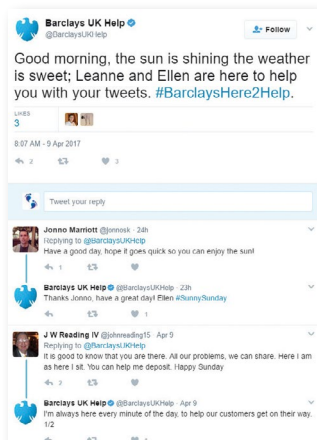 Barclays UK Help
@BarclaysUKHelp
Follow
Good morning, the sun is shining the weather
is sweet; Leanne and Ellen are here to help
you with your tweets. #BarclaysHere2Help.
LIKES
3
8:07 AM - 9 Apr 2017
2
3
Tweet your reply
Jonno Marriott @jonnosk · 24h
Replying to @BarclaysUKHelp
Have a good day, hope it goes quick so you can enjoy the sun!
1
Barclays UK Help @BarclaysUKHelp · 23h
Thanks Jonno, have a great day! Ellen #SunnySunday
1
J W Reading IV @johnreading15 · Apr 9
Replying to @BarclaysUKHelp
It is good to know that you are there. All our problems, we can share. Here I am
as here I sit. You can help me deposit. Happy Sunday
2
Barclays UK Help @BarclaysUKHelp · Apr 9
I'm always here every minute of the day, to help our customers get on their way.
1/2